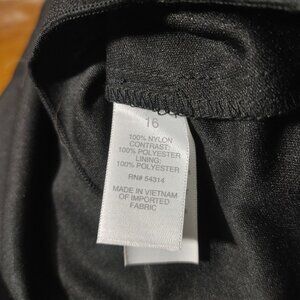 16
100% NYLON
CONTRAST:
100% POLYESTER
LINING:
100% POLYESTER
RN# 54314
MADE IN VIETNAM
OF IMPORTED
FABRIC